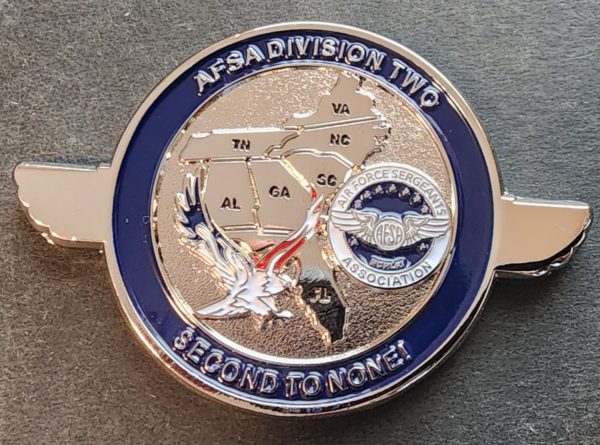 AFSA DIVISION TWO
VA
TN
NC
SC
AL
GA
FL
AIR FORCE SERGEANTS
AFSA
ASSOCIATION
SECOND TO NONE!